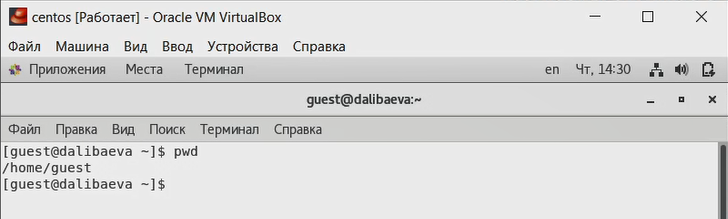 centos [Работает] - Oracle VM VirtualBox
Файл Машина Вид Ввод Устройства Справка
Приложения Места Терминал en Чт, 14:30
guest@dalibaeva:~
Файл Правка Вид Поиск Терминал Справка
[guest@dalibaeva ~]$ pwd
/home/guest
[guest@dalibaeva ~]$